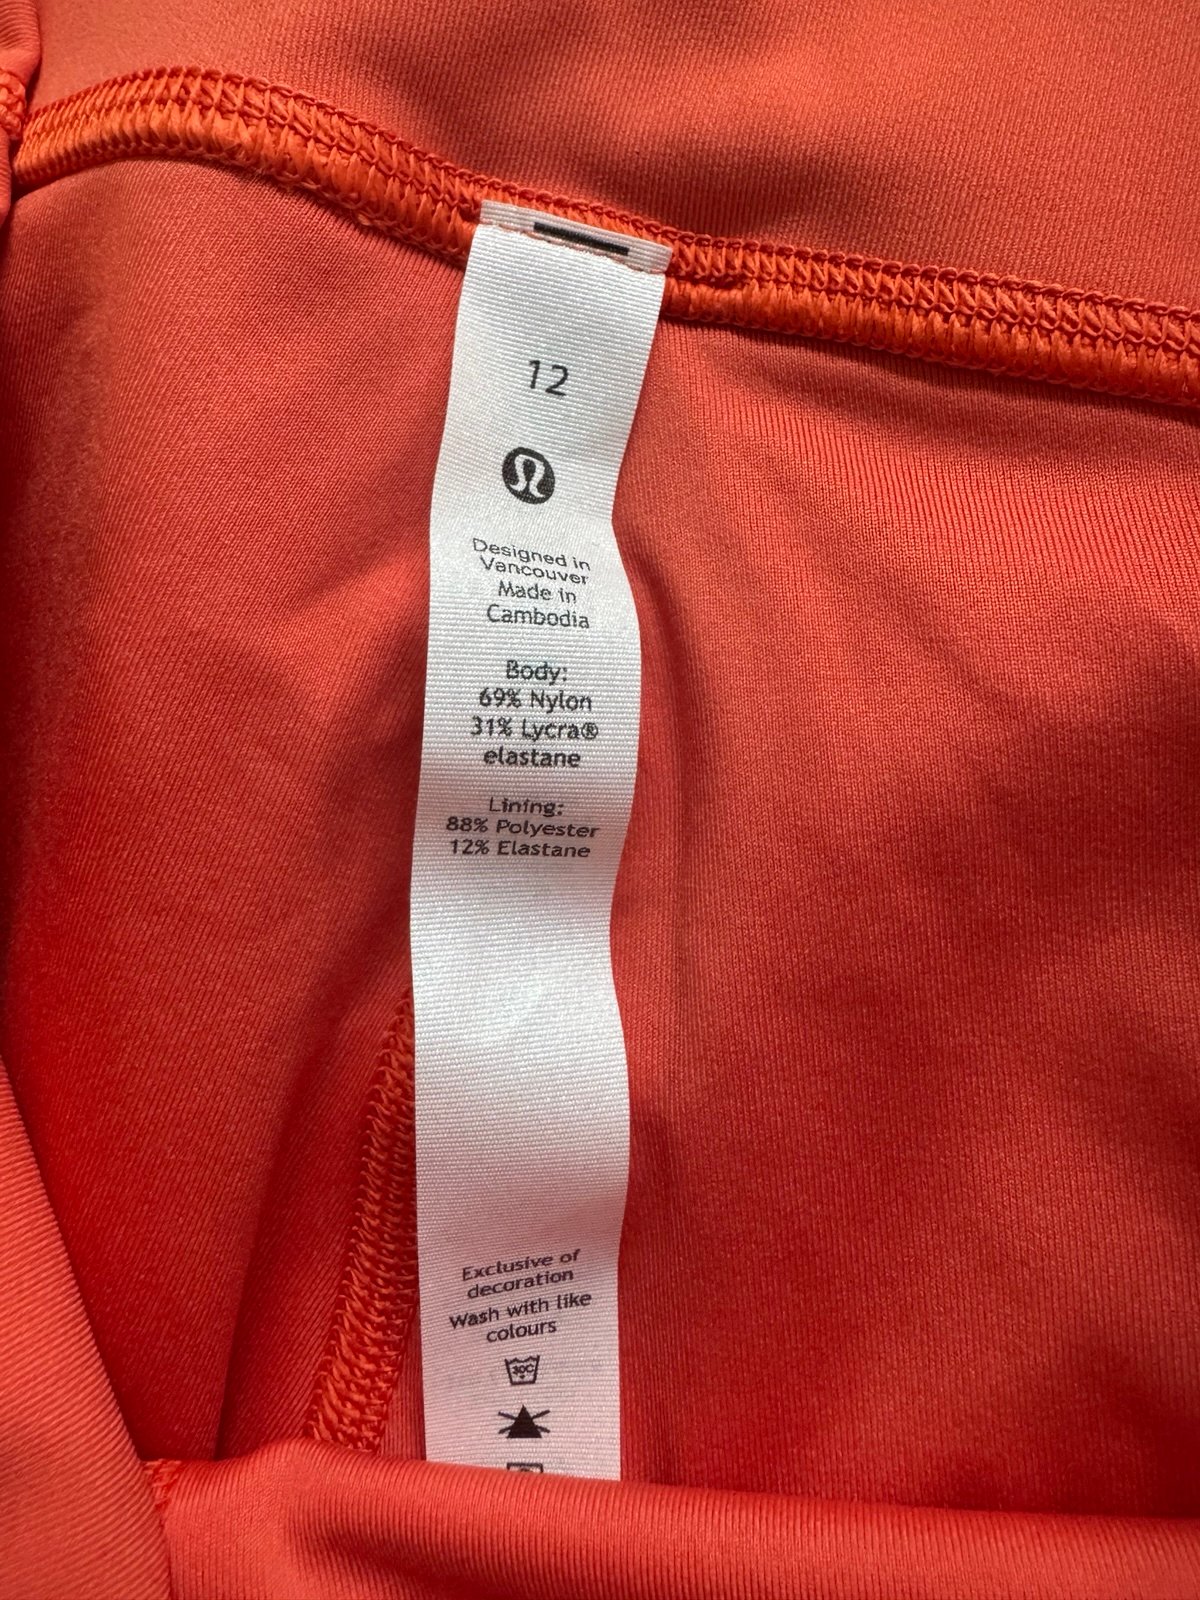 12
Designed in
Vancouver
Made in
Cambodia
Body:
69% Nylon
31% Lycra®
elastane
Lining:
88% Polyester
12% Elastane
Exclusive of
decoration
Wash with like
colours
30C